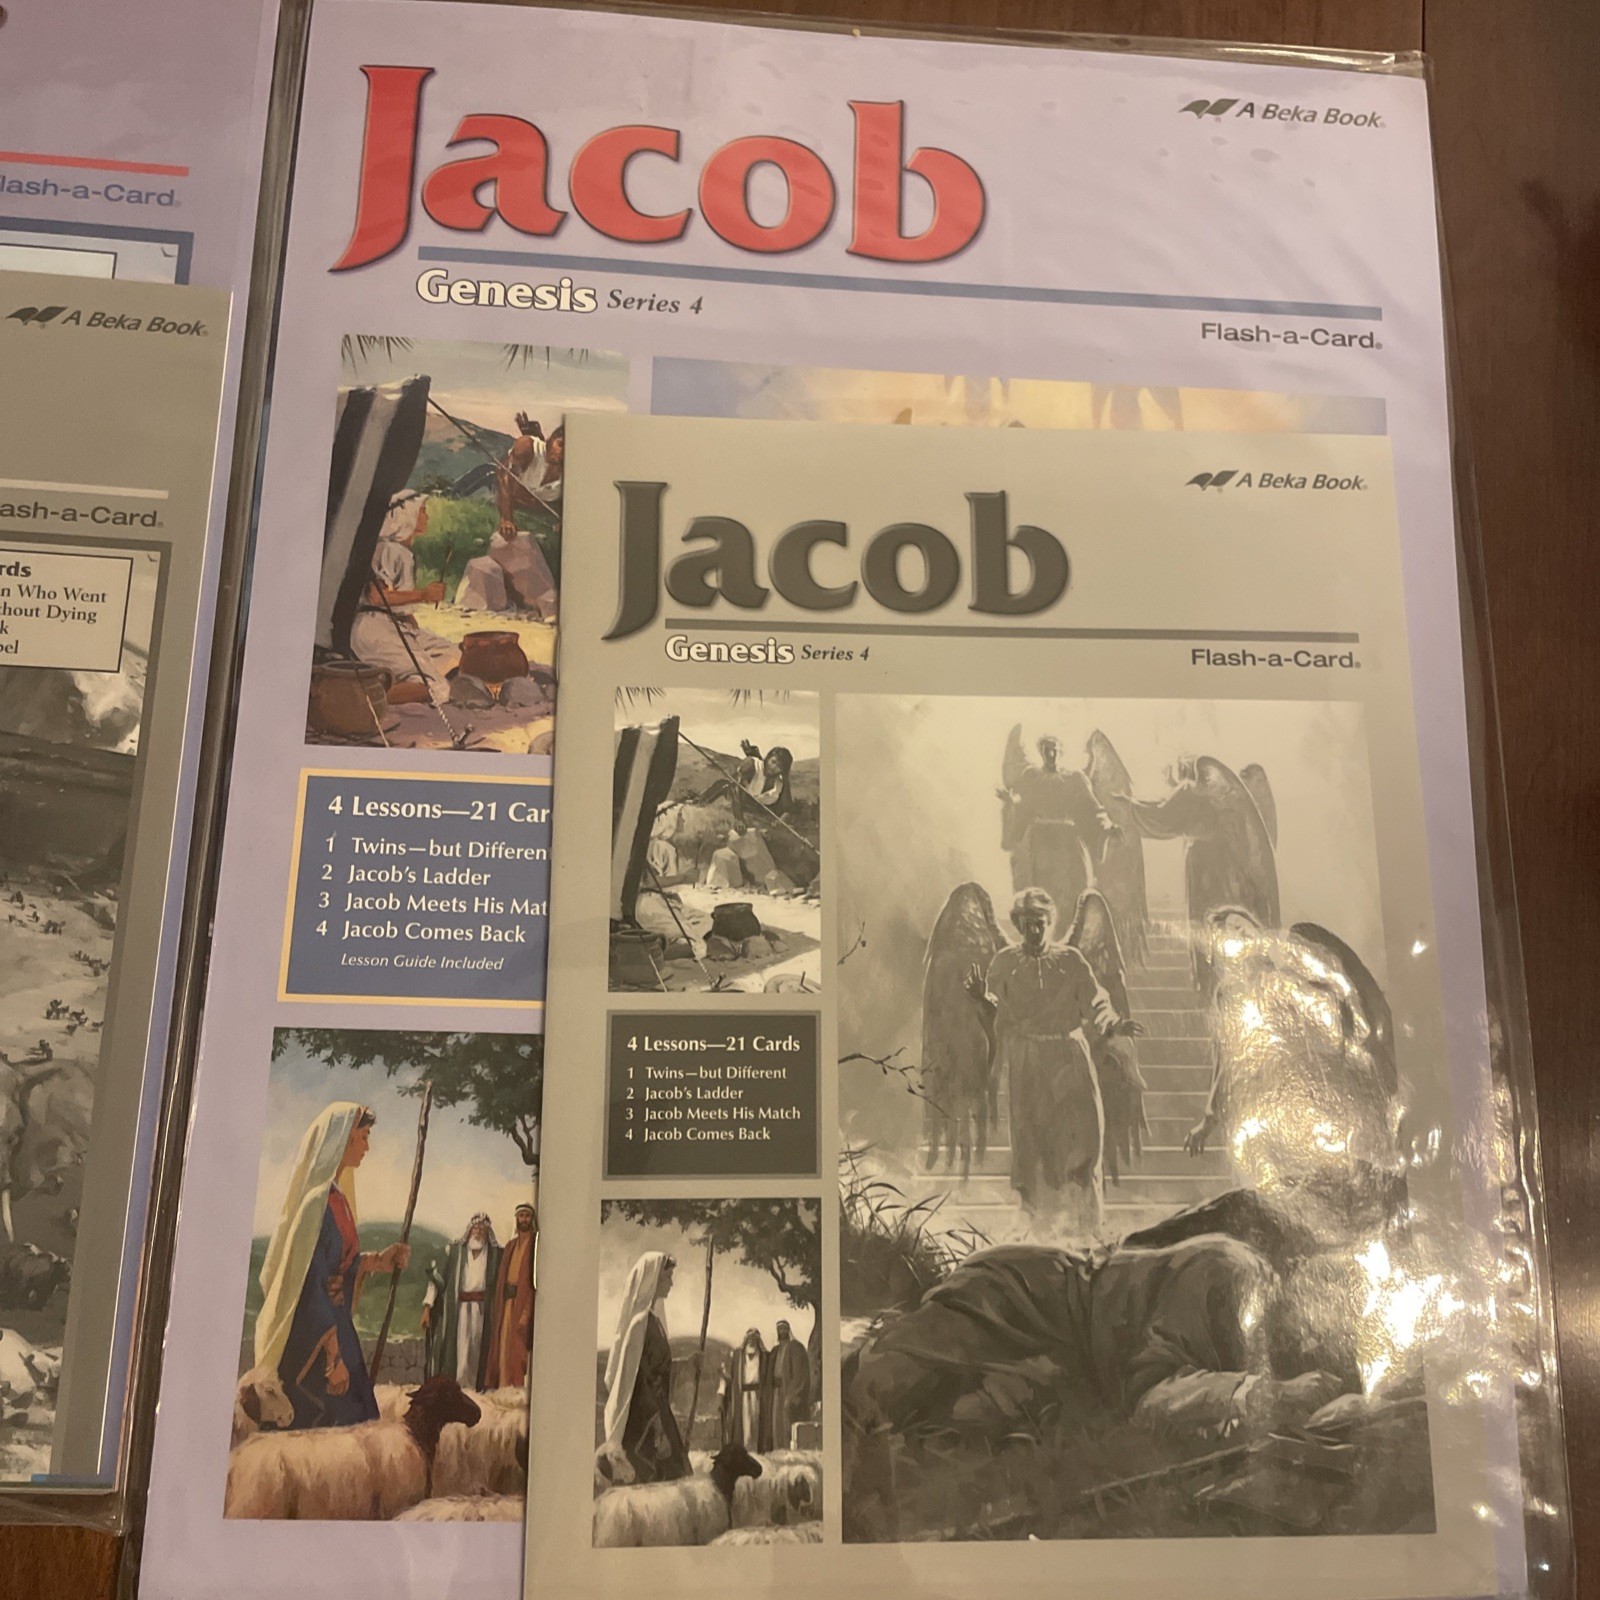 A Beka Book
Flash-a-Card
Without Dying
Jacob
A Beka Book
Genesis Series 4
Flash-a-Card
4 Lessons—21
1 Twins—but
2 Jacob's Ladder
3 Jacob Meets His
4 Jacob Comes Back
Lesson Guide Included
Jacob
A Beka Book
Genesis Series 4
Flash-a-Card
4 Lessons—21 Cards
1 Twins—but Different
2 Jacob's Ladder
3 Jacob Meets His Match
4 Jacob Comes Back